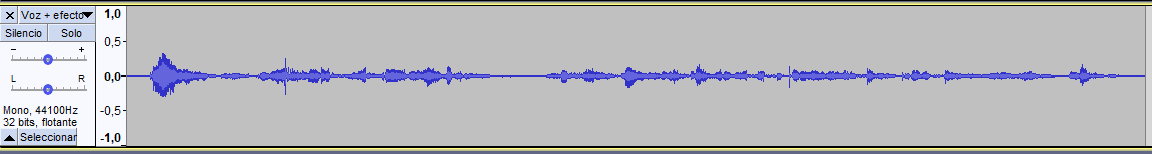 Voz + efecto
Silencio Solo
- +
L R
Mono, 44100Hz
32 bits, flotante
Seleccionar
1,0
0,5
0,0
-0,5
-1,0